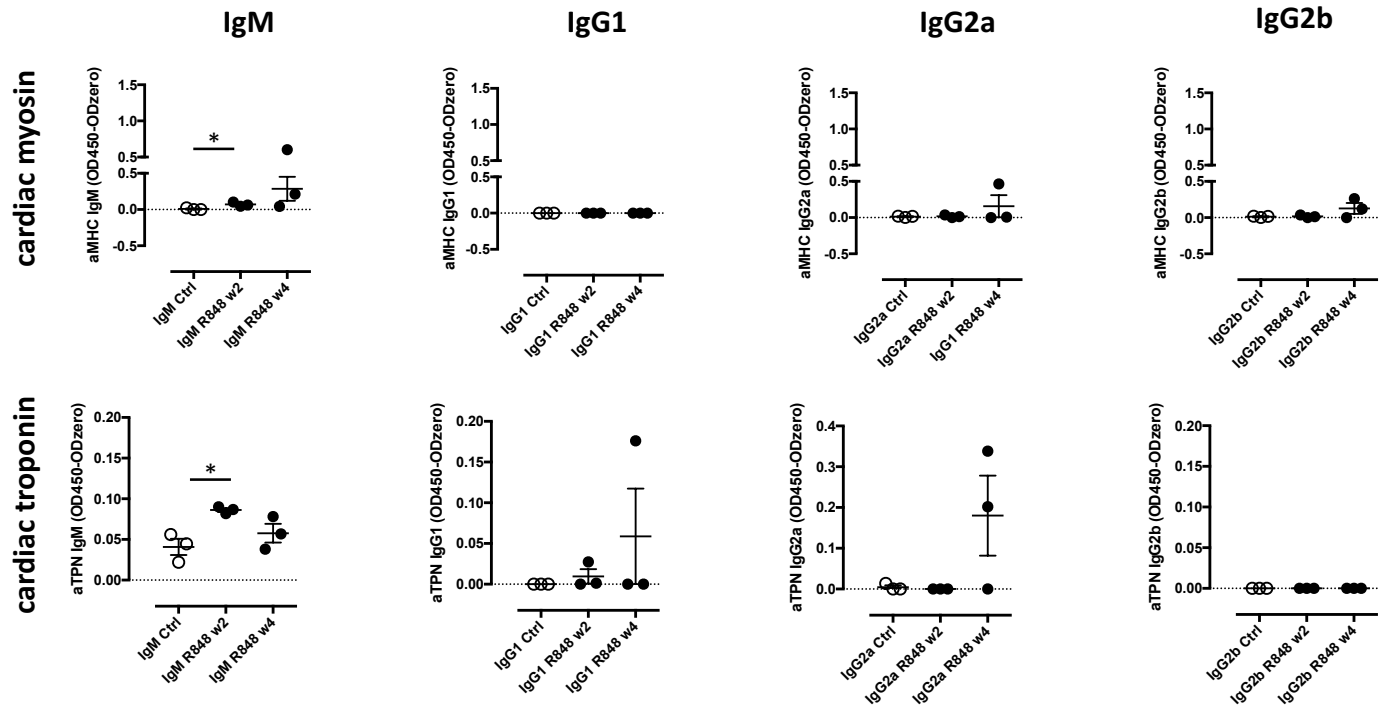 IgM
IgG1
IgG2a
IgG2b
cardiac myosin
aMHC IgM (OD450-ODzero)
1.5
1.0
0.5
0.5
0.0
-0.5
*
IgM Ctrl
IgM R848 w2
IgM R848 w4
aMHC IgG1 (OD450-ODzero)
1.5
1.0
0.5
0.5
0.0
-0.5
IgG1 Ctrl
IgG1 R848 w2
IgG1 R848 w4
aMHC IgG2a (OD450-ODzero)
1.5
1.0
0.5
0.5
0.0
-0.5
IgG2a Ctrl
IgG2a R848 w2
IgG1 R848 w4
aMHC IgG2b (OD450-ODzero)
1.5
1.0
0.5
0.5
0.0
-0.5
IgG2b Ctrl
IgG2b R848 w2
IgG2b R848 w4
cardiac troponin
aTPN IgM (OD450-ODzero)
0.20
0.15
0.10
0.05
0.00
*
IgM Ctrl
IgM R848 w2
IgM R848 w4
aTPN IgG1 (OD450-ODzero)
0.20
0.15
0.10
0.05
0.00
IgG1 Ctrl
IgG1 R848 w2
IgG1 R848 w4
aTPN IgG2a (OD450-ODzero)
0.4
0.3
0.2
0.1
0.0
IgG2a Ctrl
IgG2a R848 w2
IgG2a R848 w4
aTPN IgG2b (OD450-ODzero)
0.20
0.15
0.10
0.05
0.00
IgG2b Ctrl
IgG2b R848 w2
IgG2b R848 w4